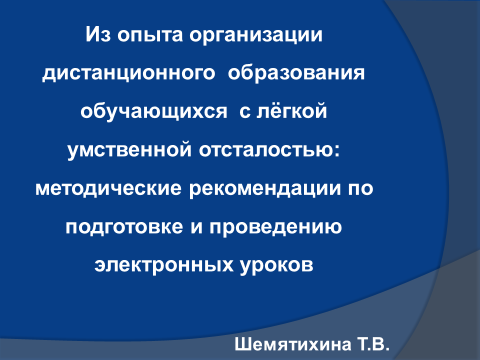 Из опыта организации
дистанционного  образования
обучающихся  с лёгкой
умственной отсталостью:
методические рекомендации по
подготовке и проведению
электронных уроков
Шемятихина Т.В.